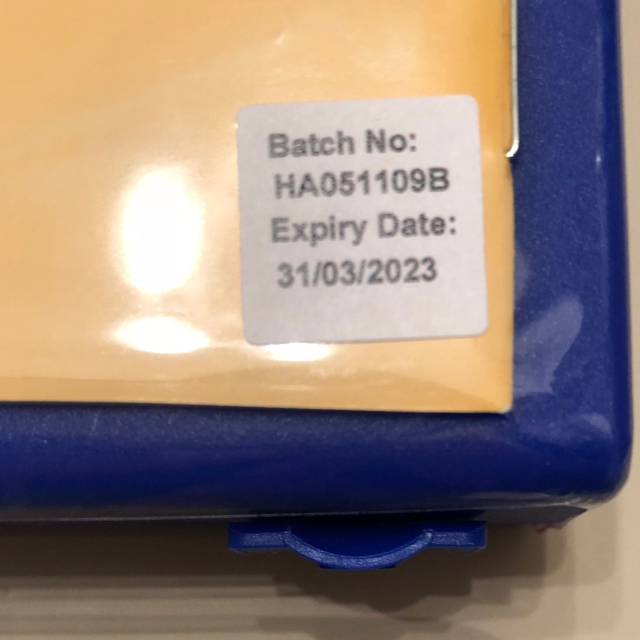 Batch No:
HA051109B
Expiry Date:
31/03/2023